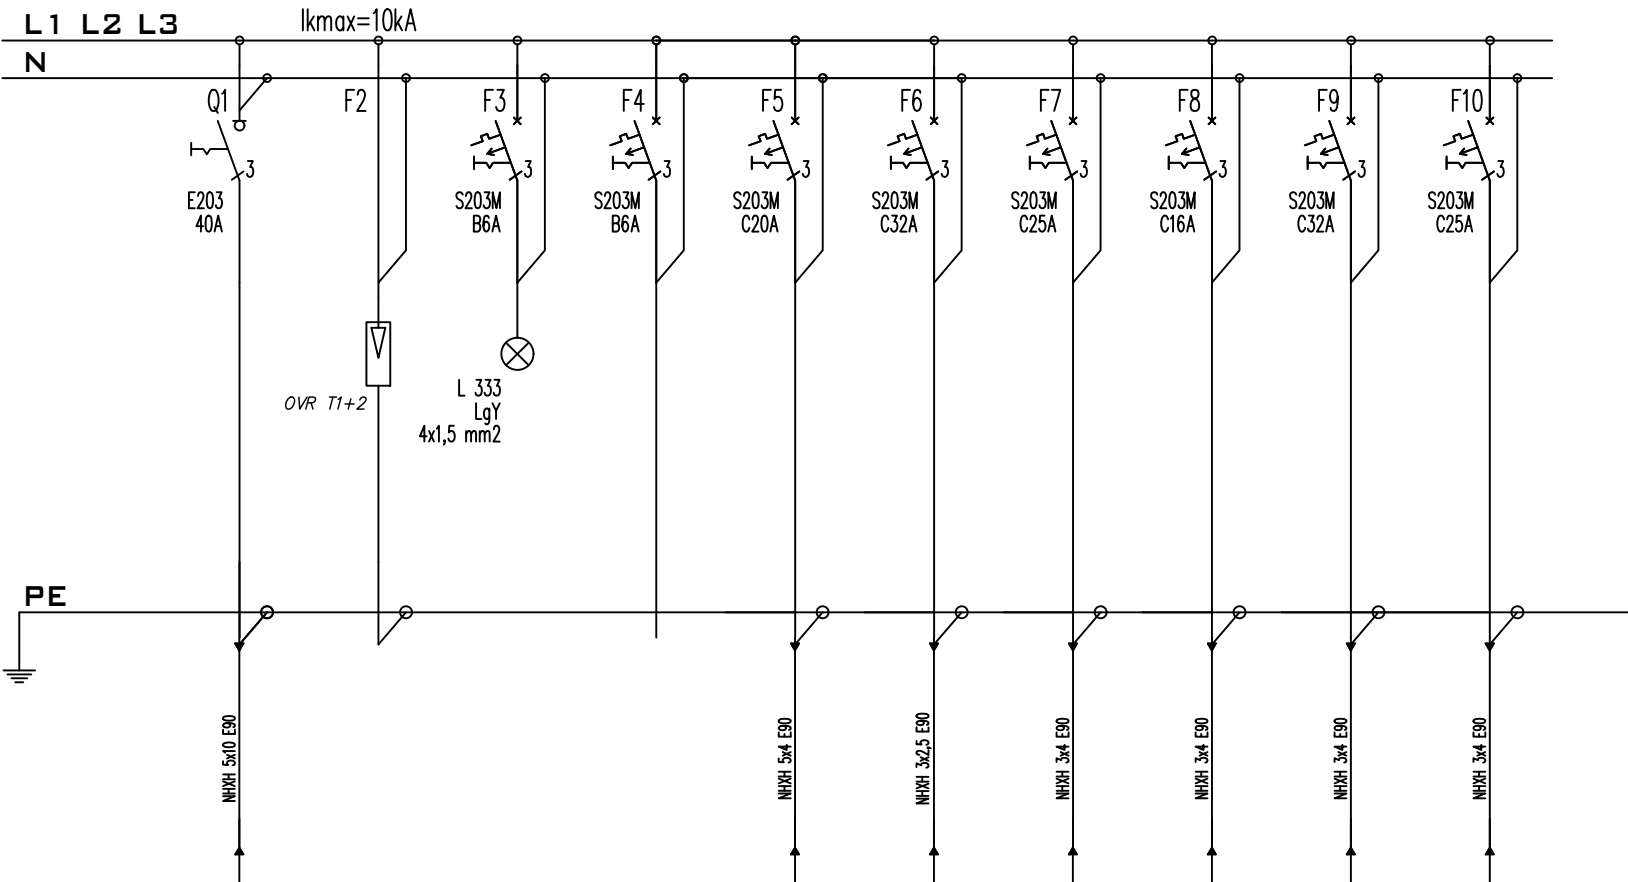 L1 L2 L3
Ikmax=10kA
N
Q1
F2
F3
F4
F5
F6
F7
F8
F9
F10
3
3
3
3
3
3
3
3
3
E203
40A
S203M
B6A
S203M
B6A
S203M
C20A
S203M
C32A
S203M
C25A
S203M
C16A
S203M
C32A
S203M
C25A
OVR T1+2
L 333
LgY
4x1,5 mm2
PE
NHXH 5x10 E90
NHXH 5x4 E90
NHXH 3x2,5 E90
NHXH 3x4 E90
NHXH 3x4 E90
NHXH 3x4 E90
NHXH 3x4 E90